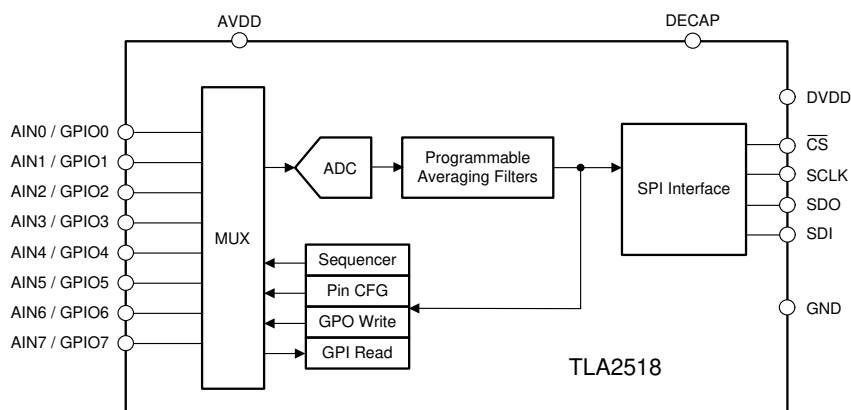 AVDD
DECAP
DVDD
AIN0 / GPIO0
AIN1 / GPIO1
AIN2 / GPIO2
AIN3 / GPIO3
AIN4 / GPIO4
AIN5 / GPIO5
AIN6 / GPIO6
AIN7 / GPIO7
MUX
ADC
Programmable
Averaging Filters
SPI Interface
C̅S̅
SCLK
SDO
SDI
Sequencer
Pin CFG
GPO Write
GPI Read
GND
TLA2518